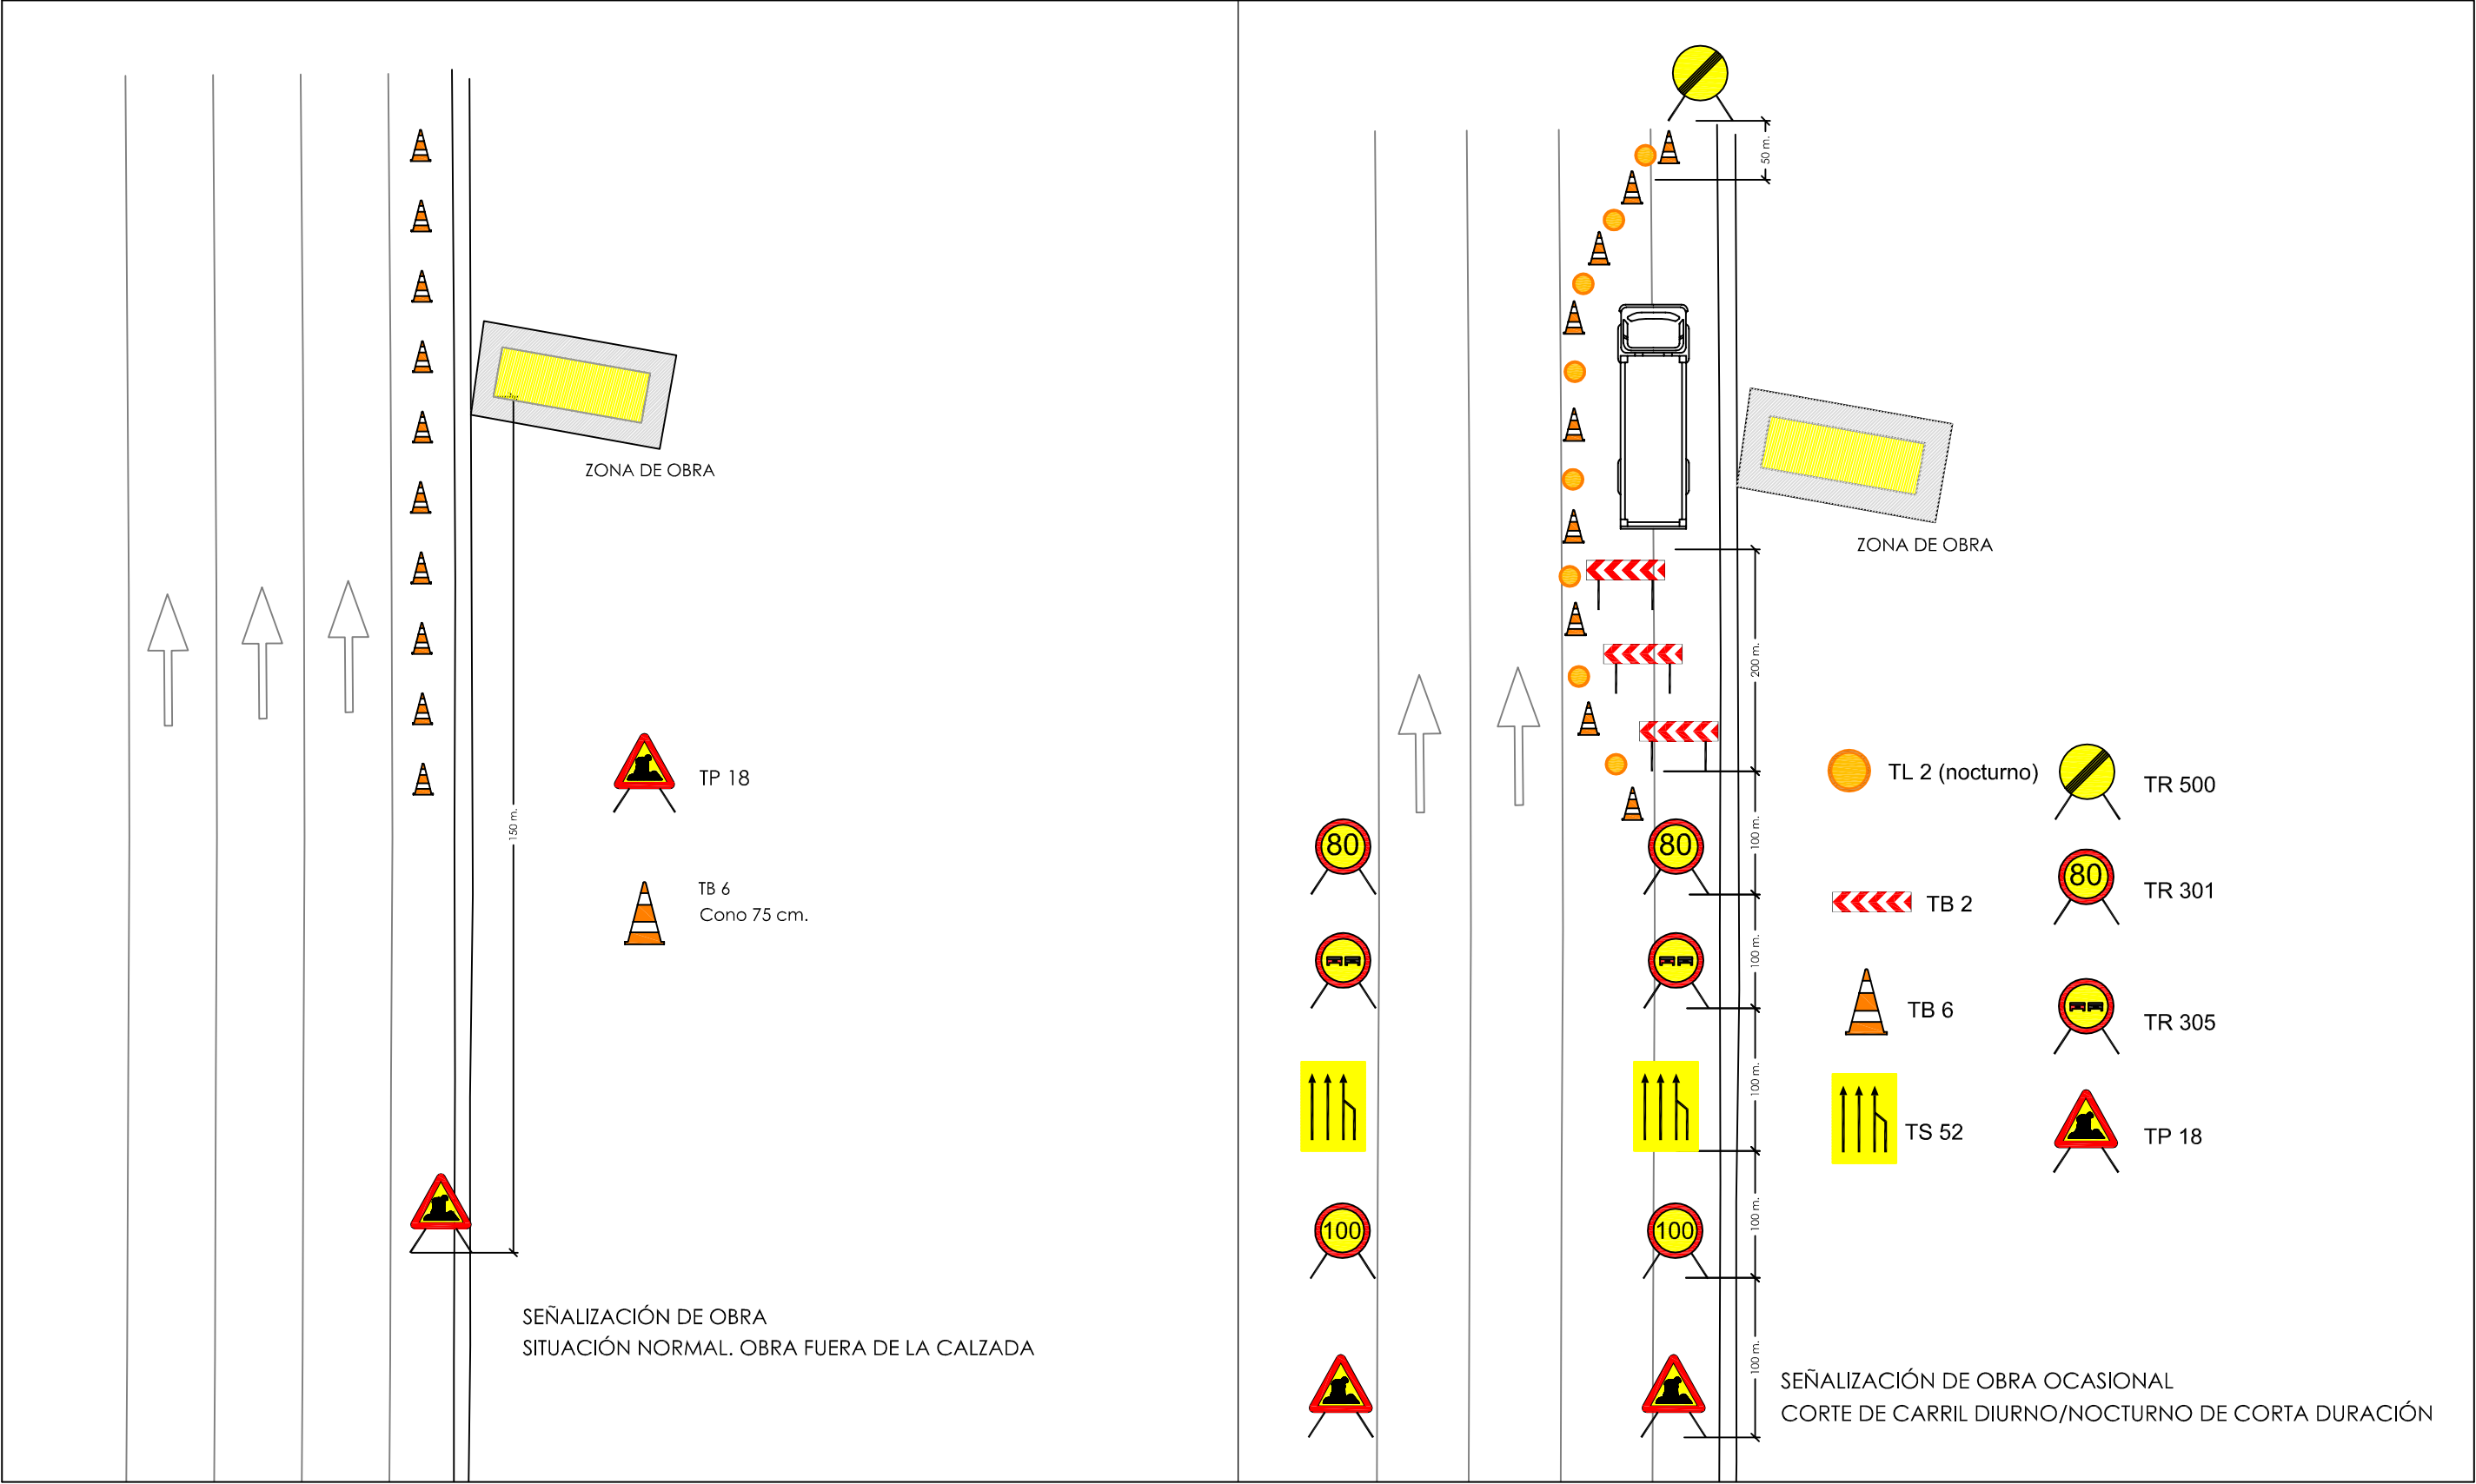 ZONA DE OBRA
150 m.
TP 18
TB 6
Cono 75 cm.
SEÑALIZACIÓN DE OBRA
SITUACIÓN NORMAL. OBRA FUERA DE LA CALZADA
50 m.
ZONA DE OBRA
200 m.
100 m.
100 m.
100 m.
100 m.
100 m.
80
80
100
100
TL 2 (nocturno)
TR 500
80
TB 2
TR 301
TB 6
TR 305
TS 52
TP 18
SEÑALIZACIÓN DE OBRA OCASIONAL
CORTE DE CARRIL DIURNO/NOCTURNO DE CORTA DURACIÓN